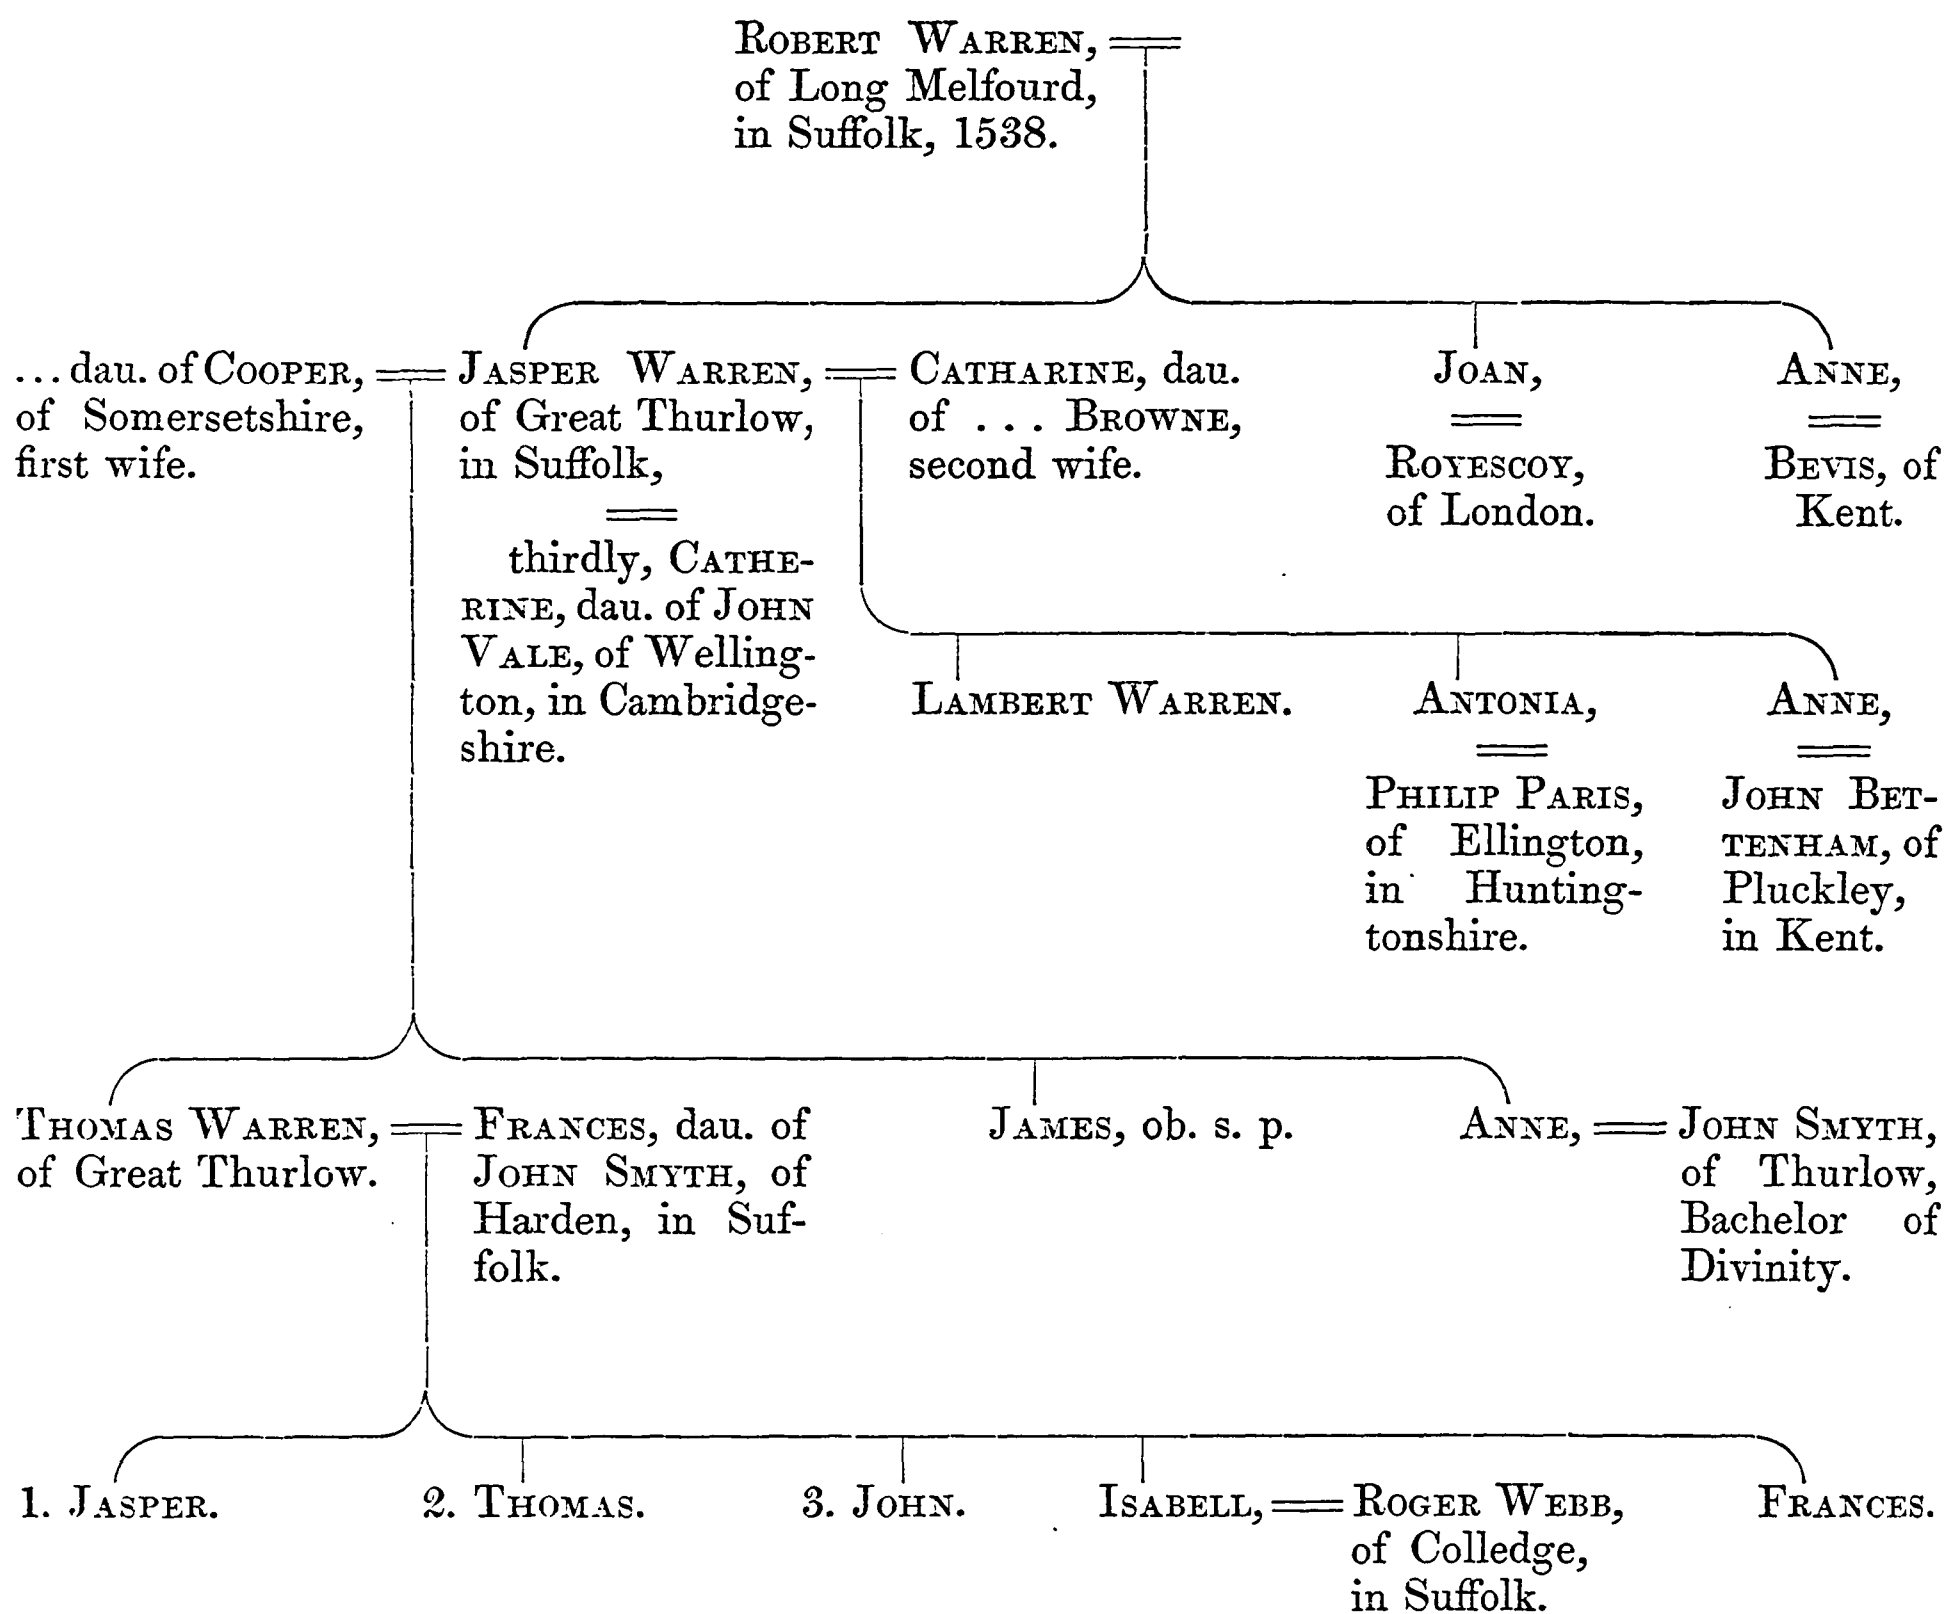 ROBERT WARREN,
of Long Melfourd,
in Suffolk, 1538.
... dau. of COOPER,
of Somersetshire,
first wife.
JASPER WARREN,
of Great Thurlow,
in Suffolk,
thirdly, CATHE-
RINE, dau. of JOHN
VALE, of Welling-
ton, in Cambridge-
shire.
CATHARINE, dau.
of ... BROWNE,
second wife.
JOAN,
ROYESCOY,
of London.
ANNE,
BEVIS, of
Kent.
LAMBERT WARREN.
ANTONIA,
PHILIP PARIS,
of Ellington,
in Hunting-
tonshire.
ANNE,
JOHN BET-
TENHAM, of
Pluckley,
in Kent.
THOMAS WARREN,
of Great Thurlow.
FRANCES, dau. of
JOHN SMYTH, of
Harden, in Suf-
folk.
JAMES, ob. s. p.
ANNE,
JOHN SMYTH,
of Thurlow,
Bachelor of
Divinity.
1. JASPER.
2. THOMAS.
3. JOHN.
ISABELL,
ROGER WEBB,
of Colledge,
in Suffolk.
FRANCES.